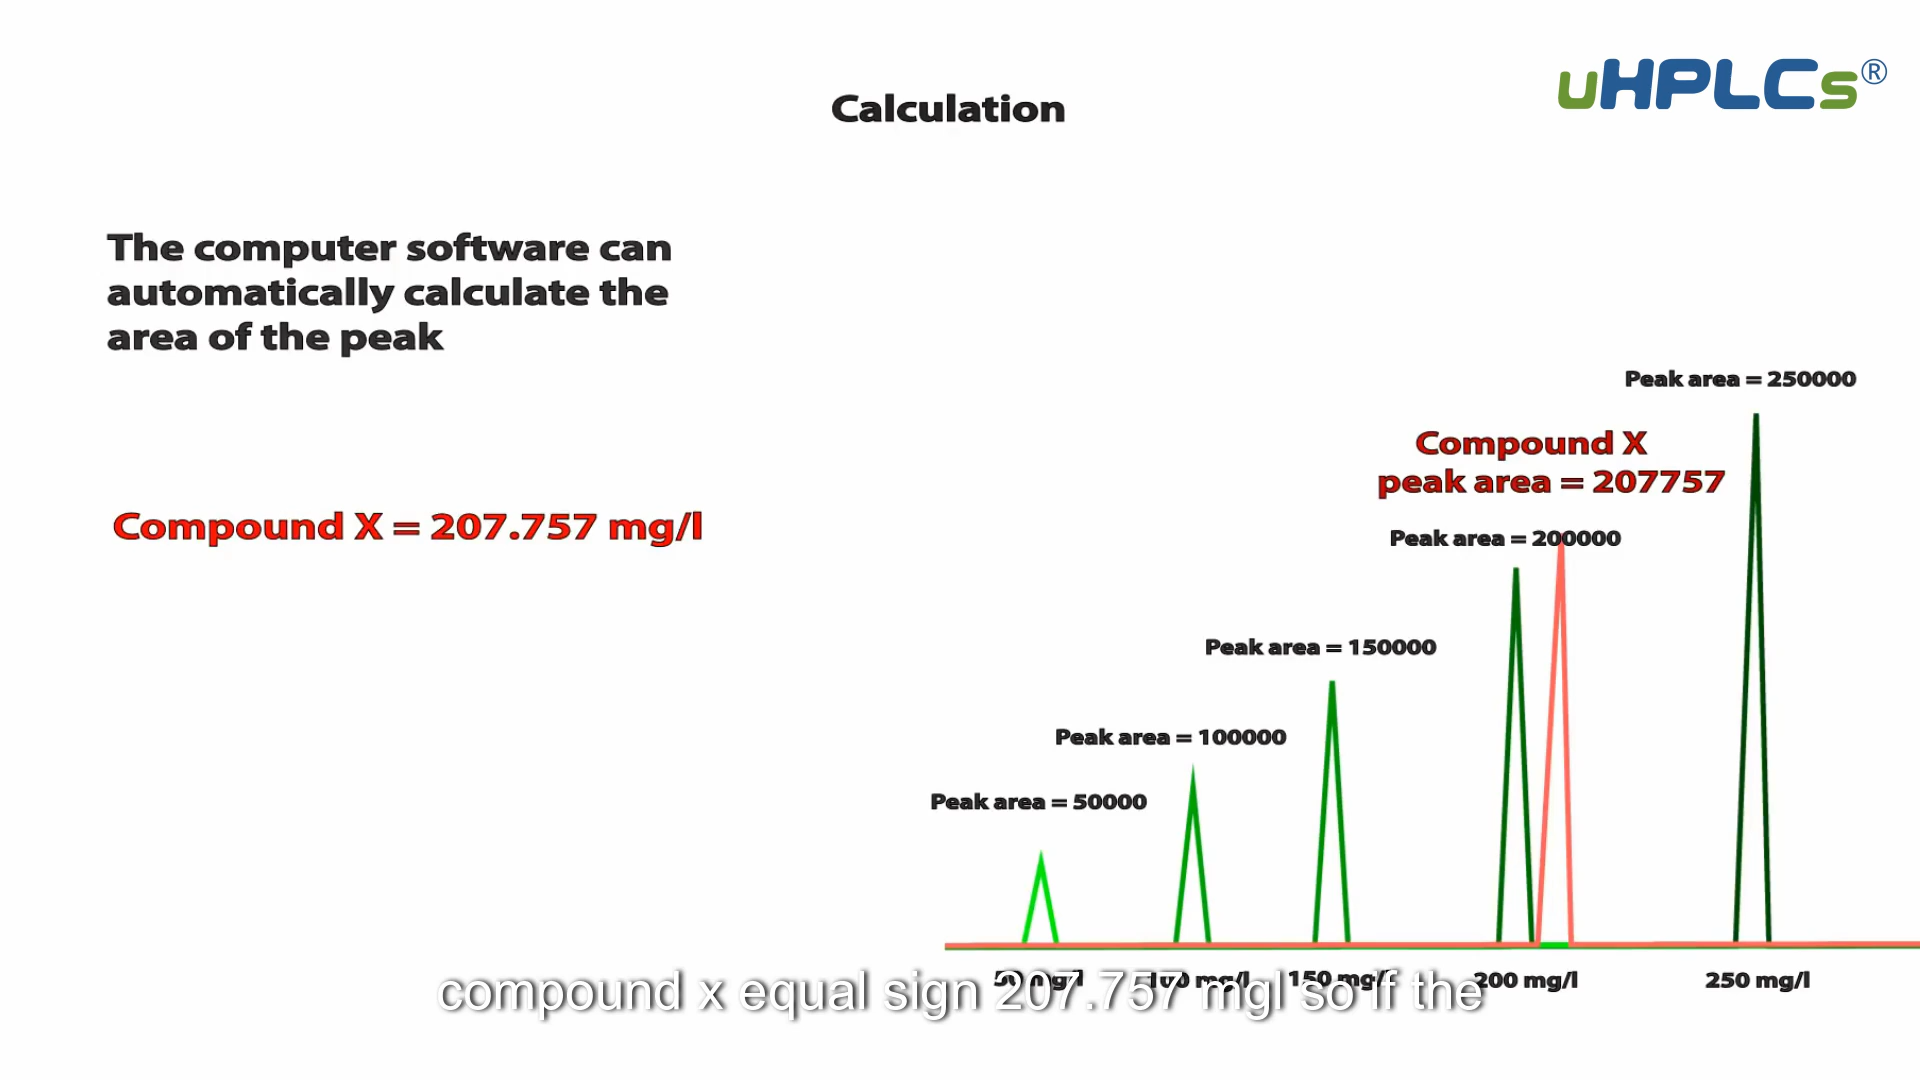 uHPLCs®
Calculation
The computer software can
automatically calculate the
area of the peak
Compound X = 207.757 mg/l
Peak area = 250000
Compound X
peak area = 207757
Peak area = 200000
Peak area = 150000
Peak area = 100000
Peak area = 50000
50 mg/l 100 mg/l 150 mg/l 200 mg/l 250 mg/l
compound x equal sign 207.757 mgl so if the